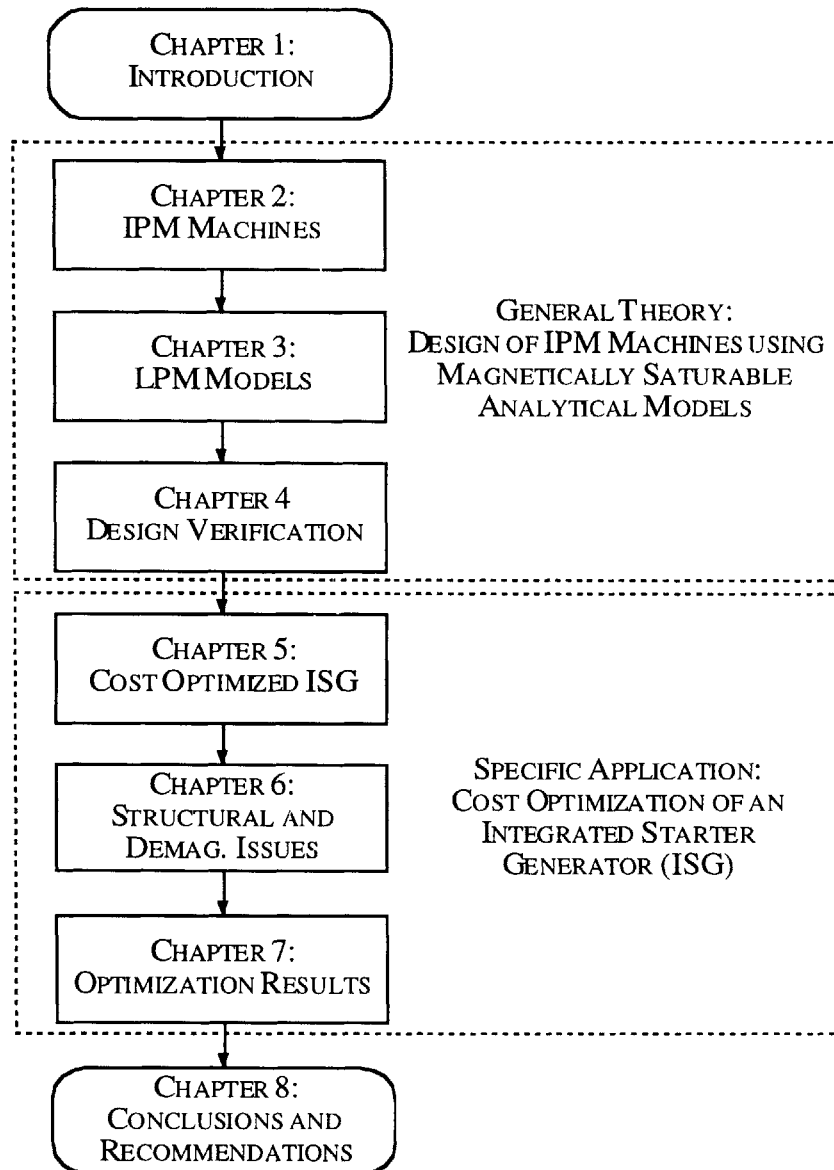 CHAPTER 1:
INTRODUCTION
CHAPTER 2:
IPM MACHINES
CHAPTER 3:
LPM MODELS
CHAPTER 4
DESIGN VERIFICATION
GENERAL THEORY:
DESIGN OF IPM MACHINES USING
MAGNETICALLY SATURABLE
ANALYTICAL MODELS
CHAPTER 5:
COST OPTIMIZED ISG
CHAPTER 6:
STRUCTURAL AND
DEMAG. ISSUES
CHAPTER 7:
OPTIMIZATION RESULTS
SPECIFIC APPLICATION:
COST OPTIMIZATION OF AN
INTEGRATED STARTER
GENERATOR (ISG)
CHAPTER 8:
CONCLUSIONS AND
RECOMMENDATIONS